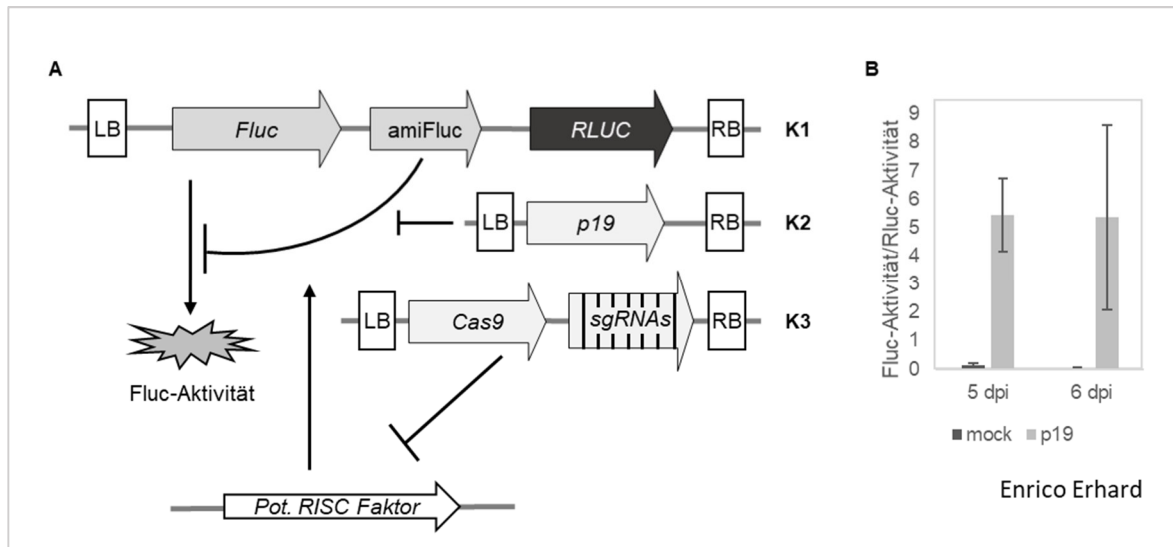 A
LB
Fluc
amiFluc
RLUC
RB
K1
LB
p19
RB
K2
LB
Cas9
sgRNAs
RB
K3
Fluc-Aktivität
Pot. RISC Faktor
B
Fluc-Aktivität/Rluc-Aktivität
9
8
7
6
5
4
3
2
1
0
5 dpi 6 dpi
mock p19
Enrico Erhard